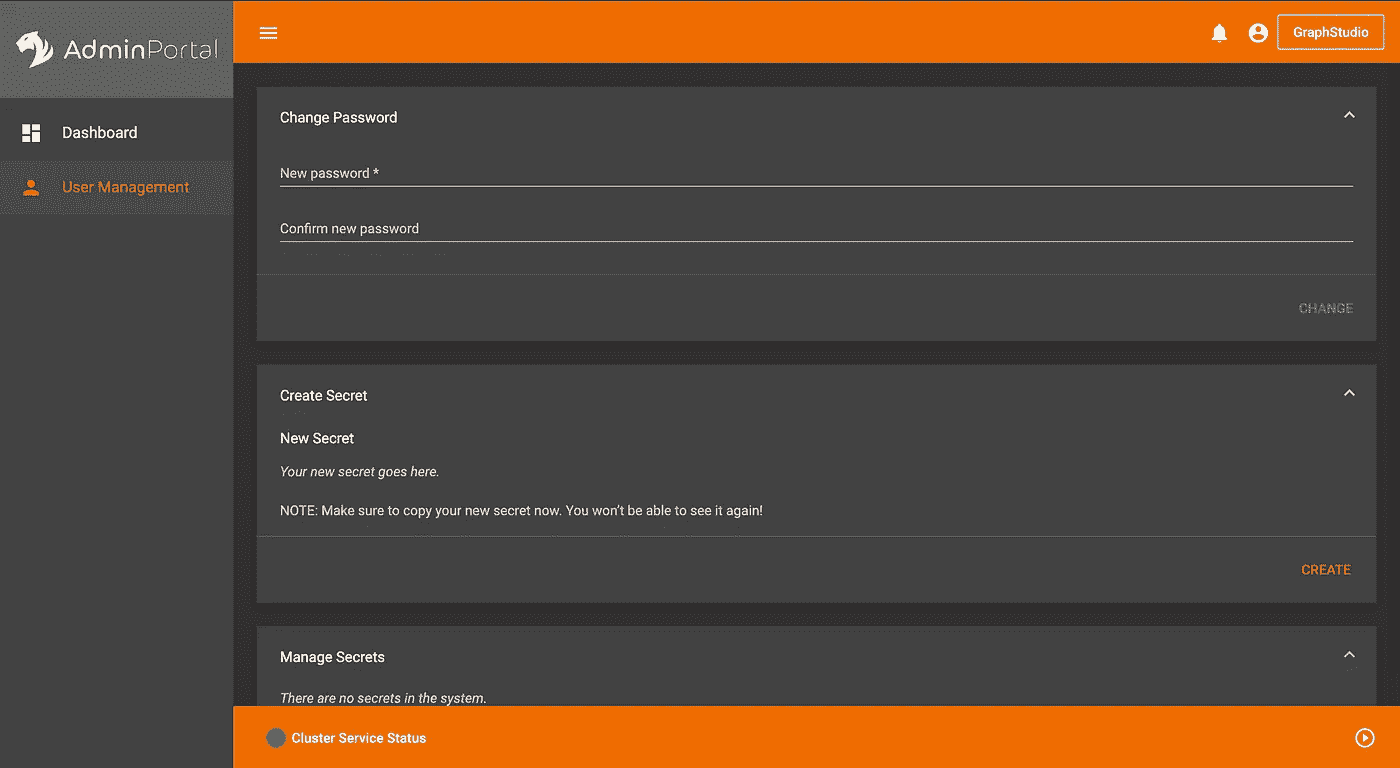 AdminPortal
GraphStudio
Dashboard
User Management
Change Password
New password *
Confirm new password
CHANGE
Create Secret
New Secret
Your new secret goes here.
NOTE: Make sure to copy your new secret now. You won't be able to see it again!
CREATE
Manage Secrets
There are no secrets in the system.
Cluster Service Status